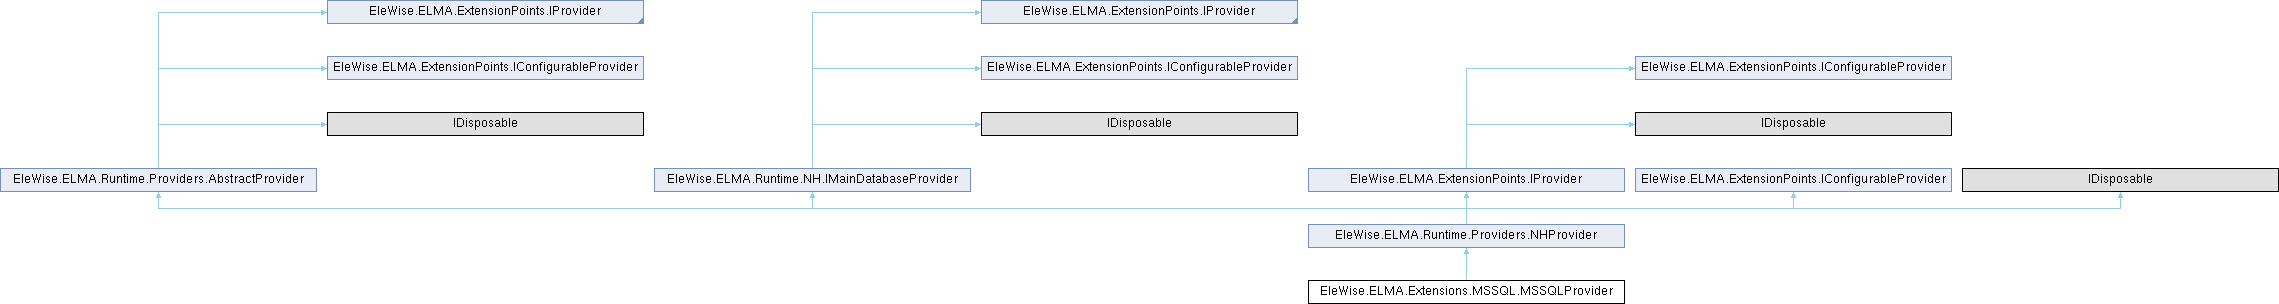 EleWise.ELMA.ExtensionPoints.IProvider
EleWise.ELMA.ExtensionPoints.IProvider
EleWise.ELMA.ExtensionPoints.IConfigurableProvider
EleWise.ELMA.ExtensionPoints.IConfigurableProvider
EleWise.ELMA.ExtensionPoints.IConfigurableProvider
IDisposable
IDisposable
IDisposable
EleWise.ELMA.Runtime.Providers.AbstractProvider
EleWise.ELMA.Runtime.NH.IMainDatabaseProvider
EleWise.ELMA.ExtensionPoints.IProvider
EleWise.ELMA.ExtensionPoints.IConfigurableProvider
IDisposable
EleWise.ELMA.Runtime.Providers.NHProvider
EleWise.ELMA.Extensions.MSSQL.MSSQLProvider